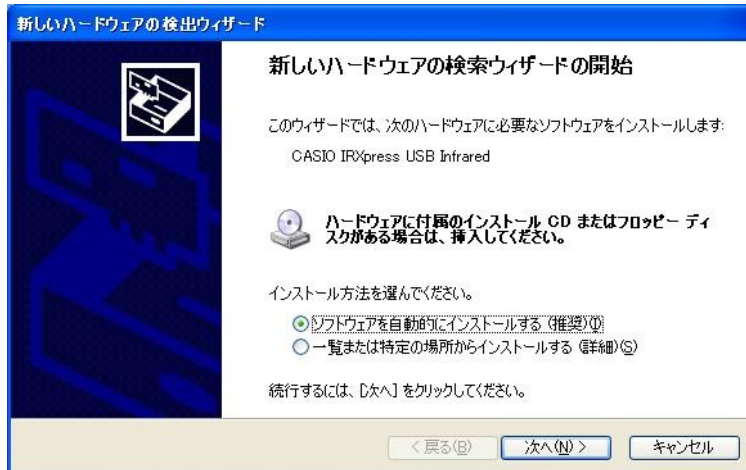 新しいハードウェアの検出ウィザード
新しいハードウェアの検索ウィザードの開始
このウィザードでは、次のハードウェアに必要なソフトウェアをインストールします:
CASIO IRXpress USB Infrared
ハードウェアに付属のインストール CD またはフロッピー ディ
スクがある場合は、挿入してください。
インストール方法を選んでください。
ソフトウェアを自動的にインストールする (推奨)(I)
一覧または特定の場所からインストールする (詳細)(S)
続行するには、[次へ] をクリックしてください。
< 戻る(B) 次へ(N) > キャンセル